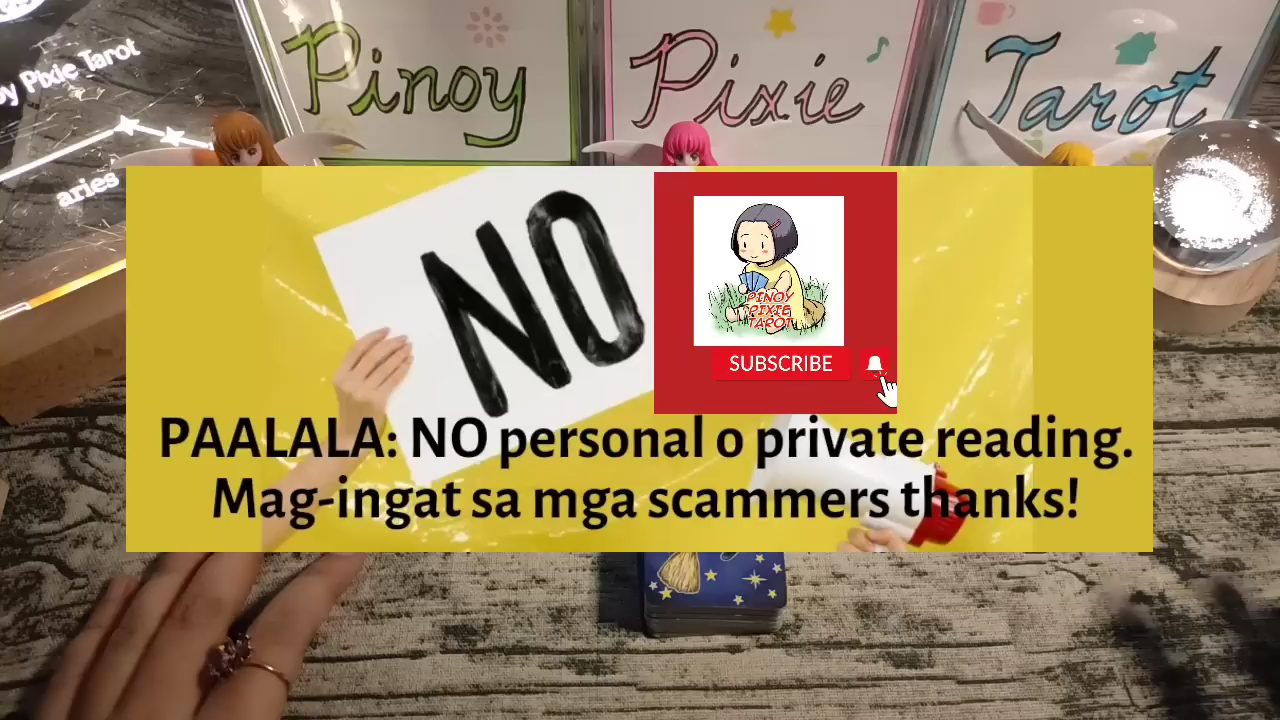 oy Pixie Tarot
aries
Pinoy
Pixie
Tarot
NO
PINOY
PIXIE
TAROT
SUBSCRIBE
PAALALA: NO personal o private reading.
Mag-ingat sa mga scammers thanks!